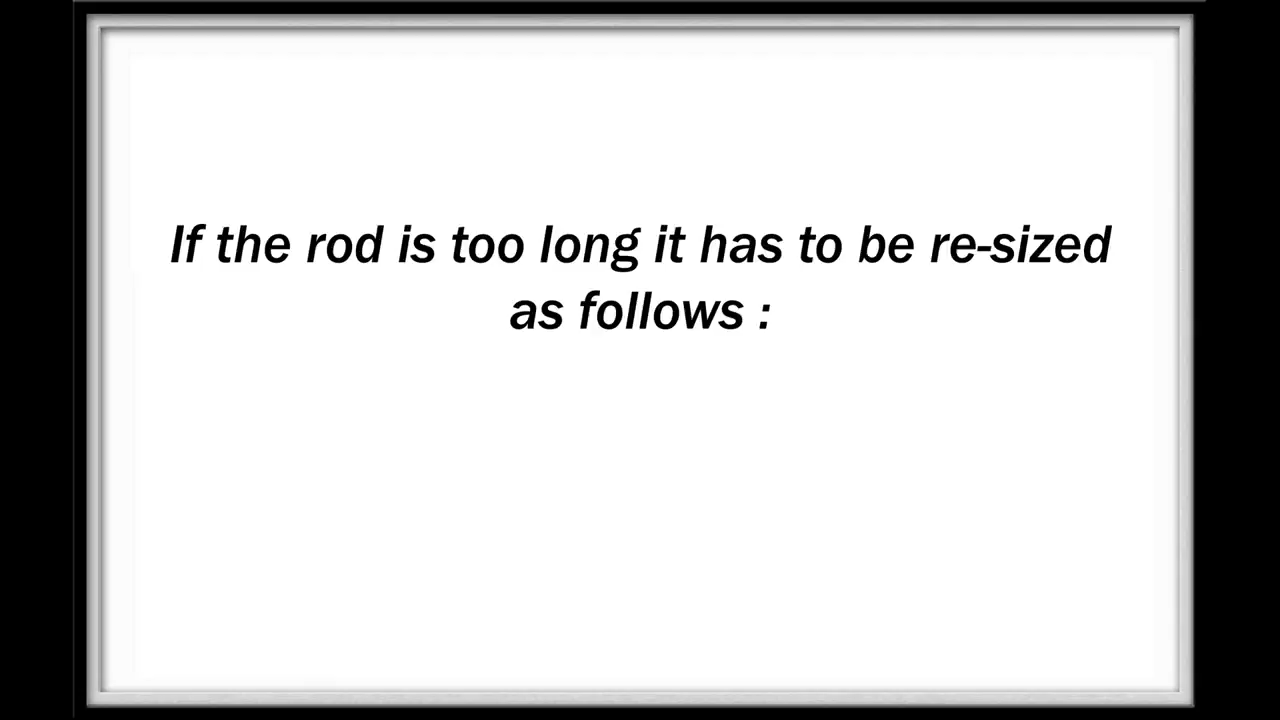 If the rod is too long it has to be re-sized
as follows :